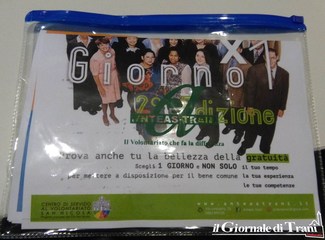 Giorno x1
2a Edizione
ANTEAS-TRANI
Il Volontariato che fa la differenza
Prova anche tu la bellezza della gratuità
Scegli 1 GIORNO e NON SOLO il tuo tempo
per mettere a disposizione per il bene comune la tua esperienza
le tue competenze
CENTRO DI SERVIZIO
AL VOLONTARIATO
SAN NICOLA
il Giornale di Trani